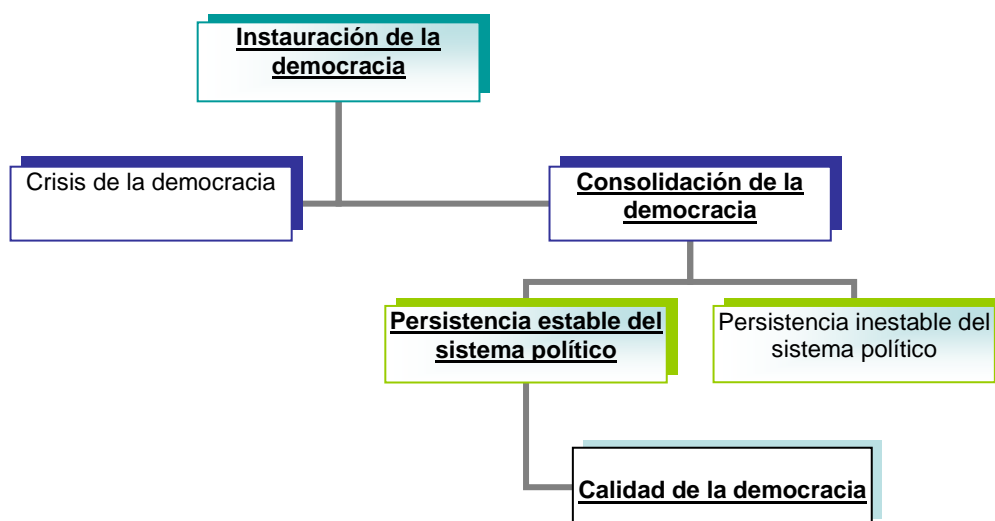 Instauración de la
democracia
Crisis de la democracia
Consolidación de la
democracia
Persistencia estable del
sistema político
Persistencia inestable del
sistema político
Calidad de la democracia